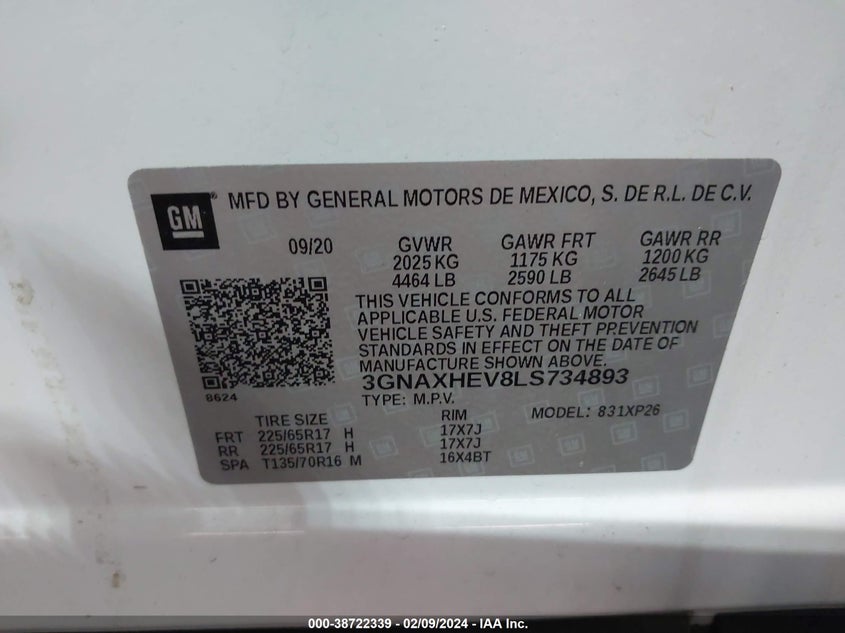 GM
MFD BY GENERAL MOTORS DE MEXICO, S. DE R.L. DE C.V.
09/20 GVWR GAWR FRT GAWR RR
2025 KG 1175 KG 1200 KG
4464 LB 2590 LB 2645 LB
THIS VEHICLE CONFORMS TO ALL
APPLICABLE U.S. FEDERAL MOTOR
VEHICLE SAFETY AND THEFT PREVENTION
STANDARDS IN EFFECT ON THE DATE OF
MANUFACTURE SHOWN ABOVE.
3GNAXHEV8LS734893
8624
TYPE: M.P.V. MODEL: 831XP26
TIRE SIZE RIM
FRT 225/65R17 H 17X7J
RR 225/65R17 H 17X7J
SPA T135/70R16 M 16X4BT
000-38722339 - 02/09/2024 - IAA Inc.